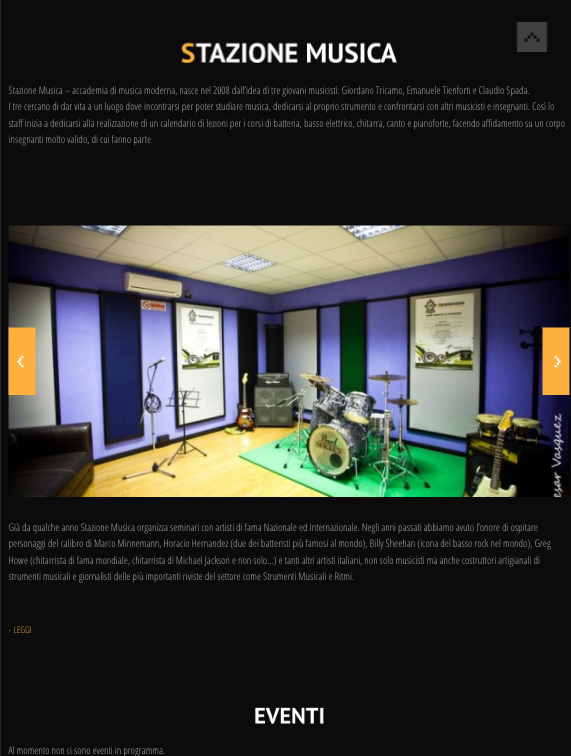 STAZIONE MUSICA
Stazione Musica – accademia di musica moderna, nasce nel 2008 dall'idea di tre giovani musicisti: Giordano Tricamo, Emanuele Tienforti e Claudio Spada.
I tre cercano di dar vita a un luogo dove incontrarsi per poter studiare musica, dedicarsi al proprio strumento e confrontarsi con altri musicisti e insegnanti. Così lo
staff inizia a dedicarsi alla realizzazione di un calendario di lezioni per i corsi di batteria, basso elettrico, chitarra, canto e pianoforte, facendo affidamento su un corpo
insegnanti molto valido, di cui fanno parte
Vasquez
Già da qualche anno Stazione Musica organizza seminari con artisti di fama Nazionale ed Internazionale. Negli anni passati abbiamo avuto l'onore di ospitare
personaggi del calibro di Marco Minnemann, Horacio Hernandez (due dei batteristi più famosi al mondo), Billy Sheehan (icona del basso rock nel mondo), Greg
Howe (chitarrista di fama mondiale, chitarrista di Michael Jackson e non solo...) e tanti altri artisti italiani, non solo musicisti ma anche costruttori artigianali di
strumenti musicali e giornalisti delle più importanti riviste del settore come Strumenti Musicali e Ritmi.
- LEGGI
EVENTI
Al momento non ci sono eventi in programma.